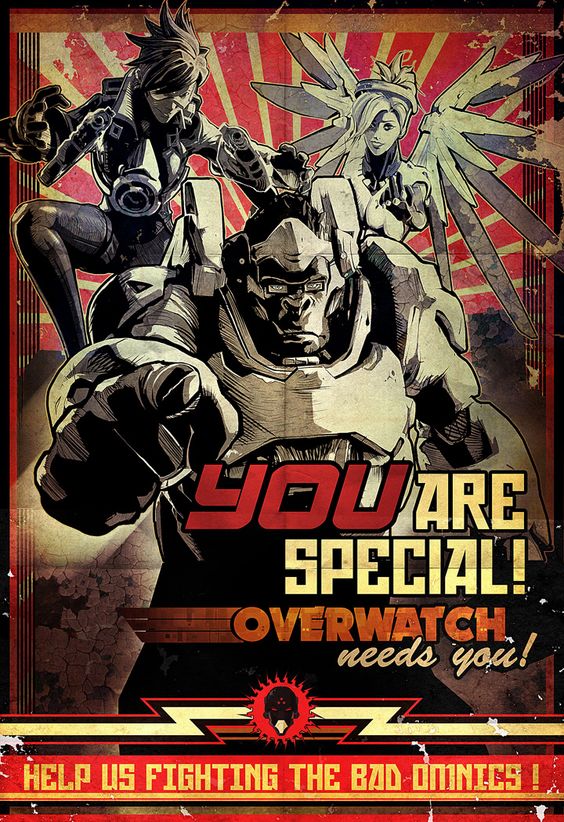 YOU ARE
SPECIAL!
OVERWATCH
needs you!
HELP US FIGHTING THE BAD OMNICS !